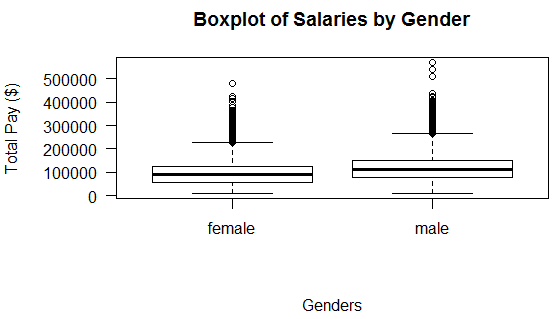 Boxplot of Salaries by Gender
Total Pay ($)
500000
400000
300000
200000
100000
0
female male
Genders